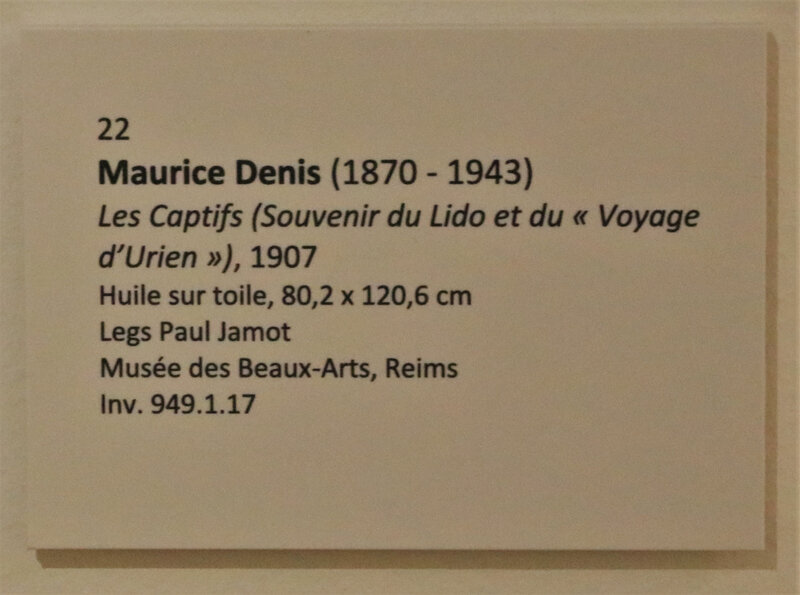 22
Maurice Denis (1870 - 1943)
Les Captifs (Souvenir du Lido et du « Voyage
d’Urien »), 1907
Huile sur toile, 80,2 x 120,6 cm
Legs Paul Jamot
Musée des Beaux-Arts, Reims
Inv. 949.1.17